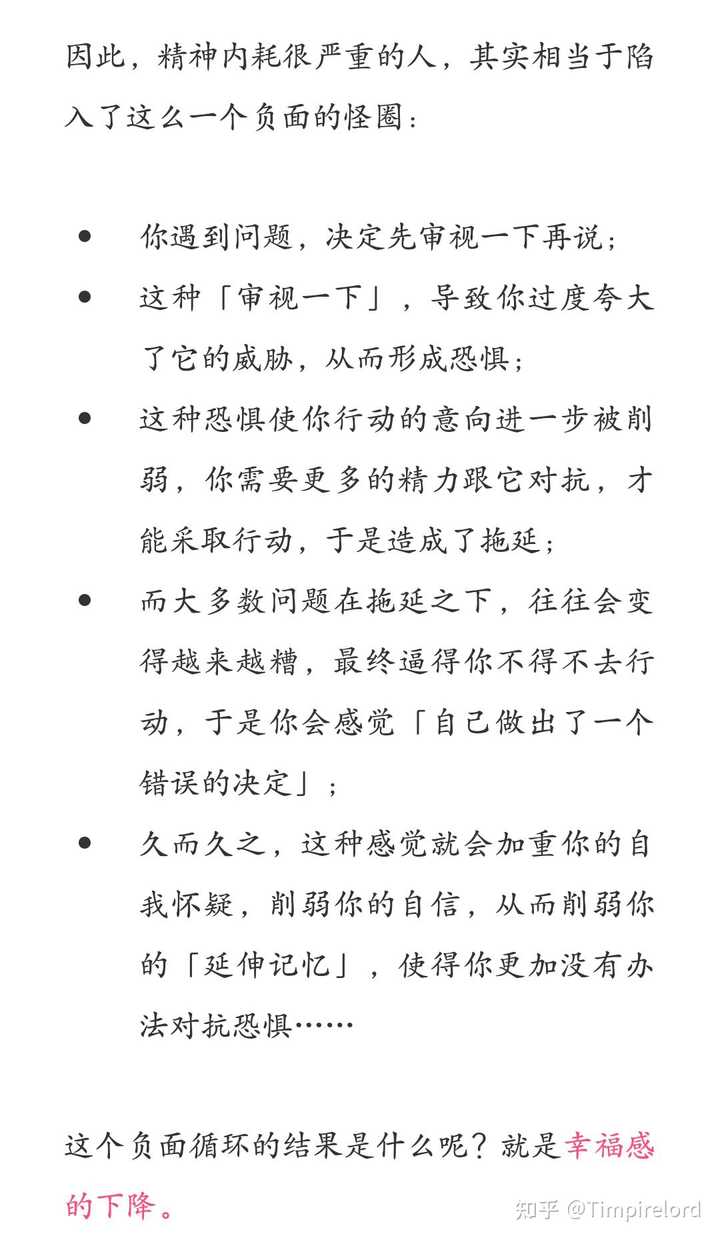 因此，精神内耗很严重的人，其实相当于陷
入了这么一个负面的怪圈：
● 你遇到问题，决定先审视一下再说；
● 这种「审视一下」，导致你过度夸大
了它的威胁，从而形成恐惧；
● 这种恐惧使你行动的意向进一步被削
弱，你需要更多的精力跟它对抗，才
能采取行动，于是造成了拖延；
● 而大多数问题在拖延之下，往往会变
得越来越糟，最终逼得你不得不去行
动，于是你会感觉「自己做出了一个
错误的决定」；
● 久而久之，这种感觉就会加重你的自
我怀疑，削弱你的自信，从而削弱你
的「延伸记忆」，使得你更加没有办
法对抗恐惧……
这个负面循环的结果是什么呢？就是幸福感
的下降。
知乎 @Timpirelord